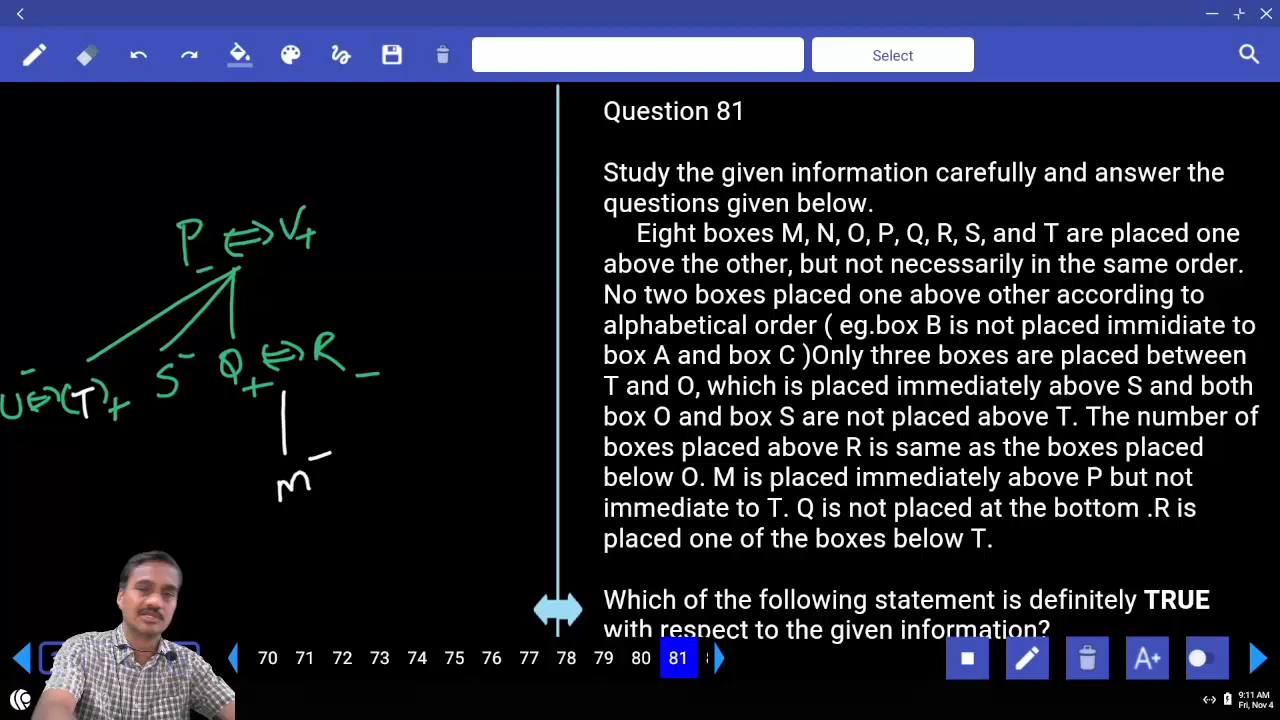 Select
P ⇔ V+
-
U⇔(T)+ S- Q+ ⇔ R-
M-
Question 81
Study the given information carefully and answer the
questions given below.
Eight boxes M, N, O, P, Q, R, S, and T are placed one
above the other, but not necessarily in the same order.
No two boxes placed one above other according to
alphabetical order ( eg.box B is not placed immidiate to
box A and box C )Only three boxes are placed between
T and O, which is placed immediately above S and both
box O and box S are not placed above T. The number of
boxes placed above R is same as the boxes placed
below O. M is placed immediately above P but not
immediate to T. Q is not placed at the bottom .R is
placed one of the boxes below T.
Which of the following statement is definitely TRUE
with respect to the given information?
70 71 72 73 74 75 76 77 78 79 80 81
A+
9:11 AM
Fri, Nov 4